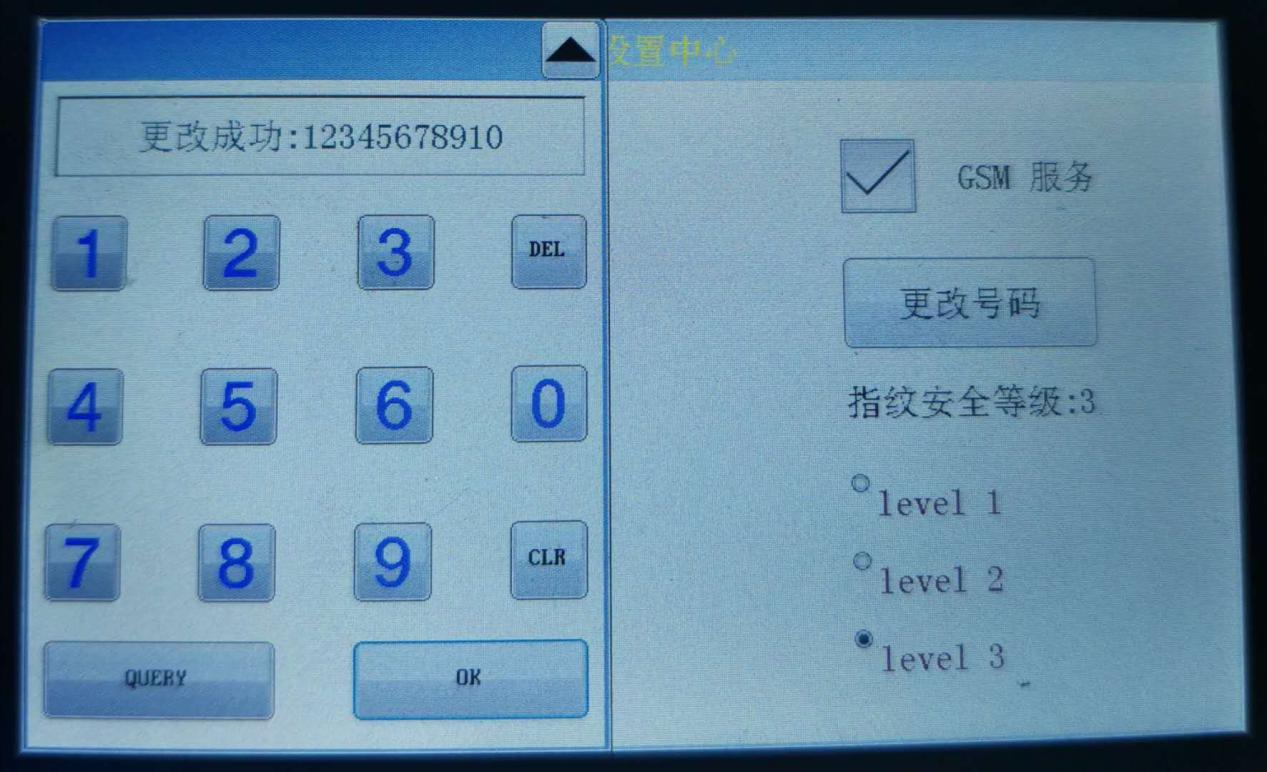 设置中心
更改成功:12345678910
1 2 3 DEL
4 5 6 0
7 8 9 CLR
QUERY OK
GSM 服务
更改号码
指纹安全等级:3
level 1
level 2
level 3